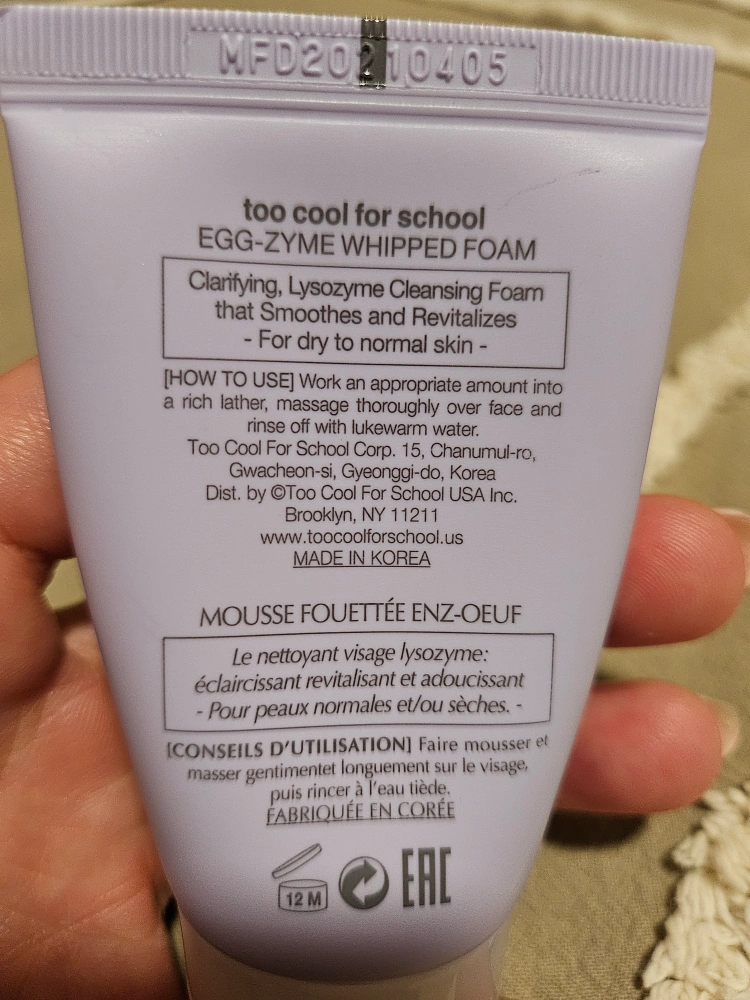 MFD20210405
too cool for school
EGG-ZYME WHIPPED FOAM
Clarifying, Lysozyme Cleansing Foam
that Smoothes and Revitalizes
- For dry to normal skin -
[HOW TO USE] Work an appropriate amount into
a rich lather, massage thoroughly over face and
rinse off with lukewarm water.
Too Cool For School Corp. 15, Chanumul-ro,
Gwacheon-si, Gyeonggi-do, Korea
Dist. by ©Too Cool For School USA Inc.
Brooklyn, NY 11211
www.toocoolforschool.us
MADE IN KOREA
MOUSSE FOUETTÉE ENZ-OEUF
Le nettoyant visage lysozyme:
éclaircissant revitalisant et adoucissant
- Pour peaux normales et/ou sèches. -
[CONSEILS D'UTILISATION] Faire mousser et
masser gentimentet longuement sur le visage,
puis rincer à l'eau tiède.
FABRIQUÉE EN CORÉE
12 M
EAC